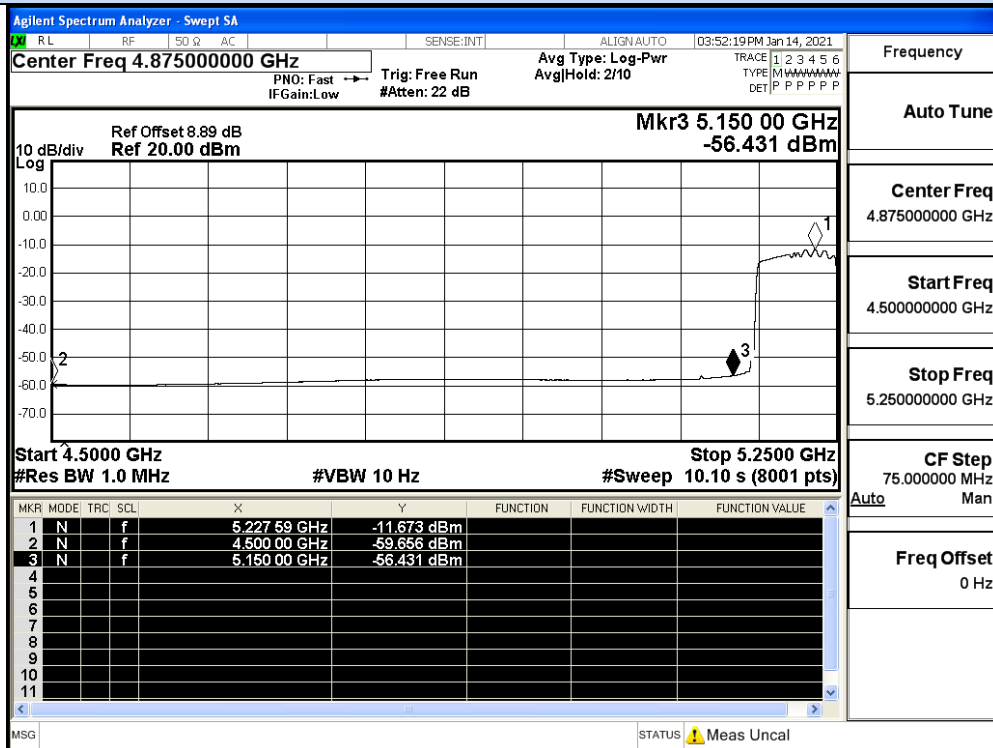 Agilent Spectrum Analyzer - Swept SA
LXI RL RF 50 Ω AC SENSE:INT ALIGN AUTO 03:52:19 PM Jan 14, 2021
Center Freq 4.875000000 GHz
PNO: Fast
IFGain:Low
Trig: Free Run
#Atten: 22 dB
Avg Type: Log-Pwr
Avg|Hold: 2/10
TRACE 1 2 3 4 5 6
TYPE M WWWWW
DET P P P P P P
Ref Offset 8.89 dB
10 dB/div Ref 20.00 dBm
Log
Mkr3 5.150 00 GHz
-56.431 dBm
10.0
0.00
-10.0
-20.0
-30.0
-40.0
-50.0
-60.0
-70.0
1
2
3
Start 4.5000 GHz Stop 5.2500 GHz
#Res BW 1.0 MHz #VBW 10 Hz #Sweep 10.10 s (8001 pts)
MKR MODE TRC SCL X Y FUNCTION FUNCTION WIDTH FUNCTION VALUE
1 N f 5.227 59 GHz -11.673 dBm
2 N f 4.500 00 GHz -59.656 dBm
3 N f 5.150 00 GHz -56.431 dBm
4
5
6
7
8
9
10
11
MSG STATUS Meas Uncal
Frequency
Auto Tune
Center Freq
4.875000000 GHz
Start Freq
4.500000000 GHz
Stop Freq
5.250000000 GHz
CF Step
75.000000 MHz
Auto Man
Freq Offset
0 Hz